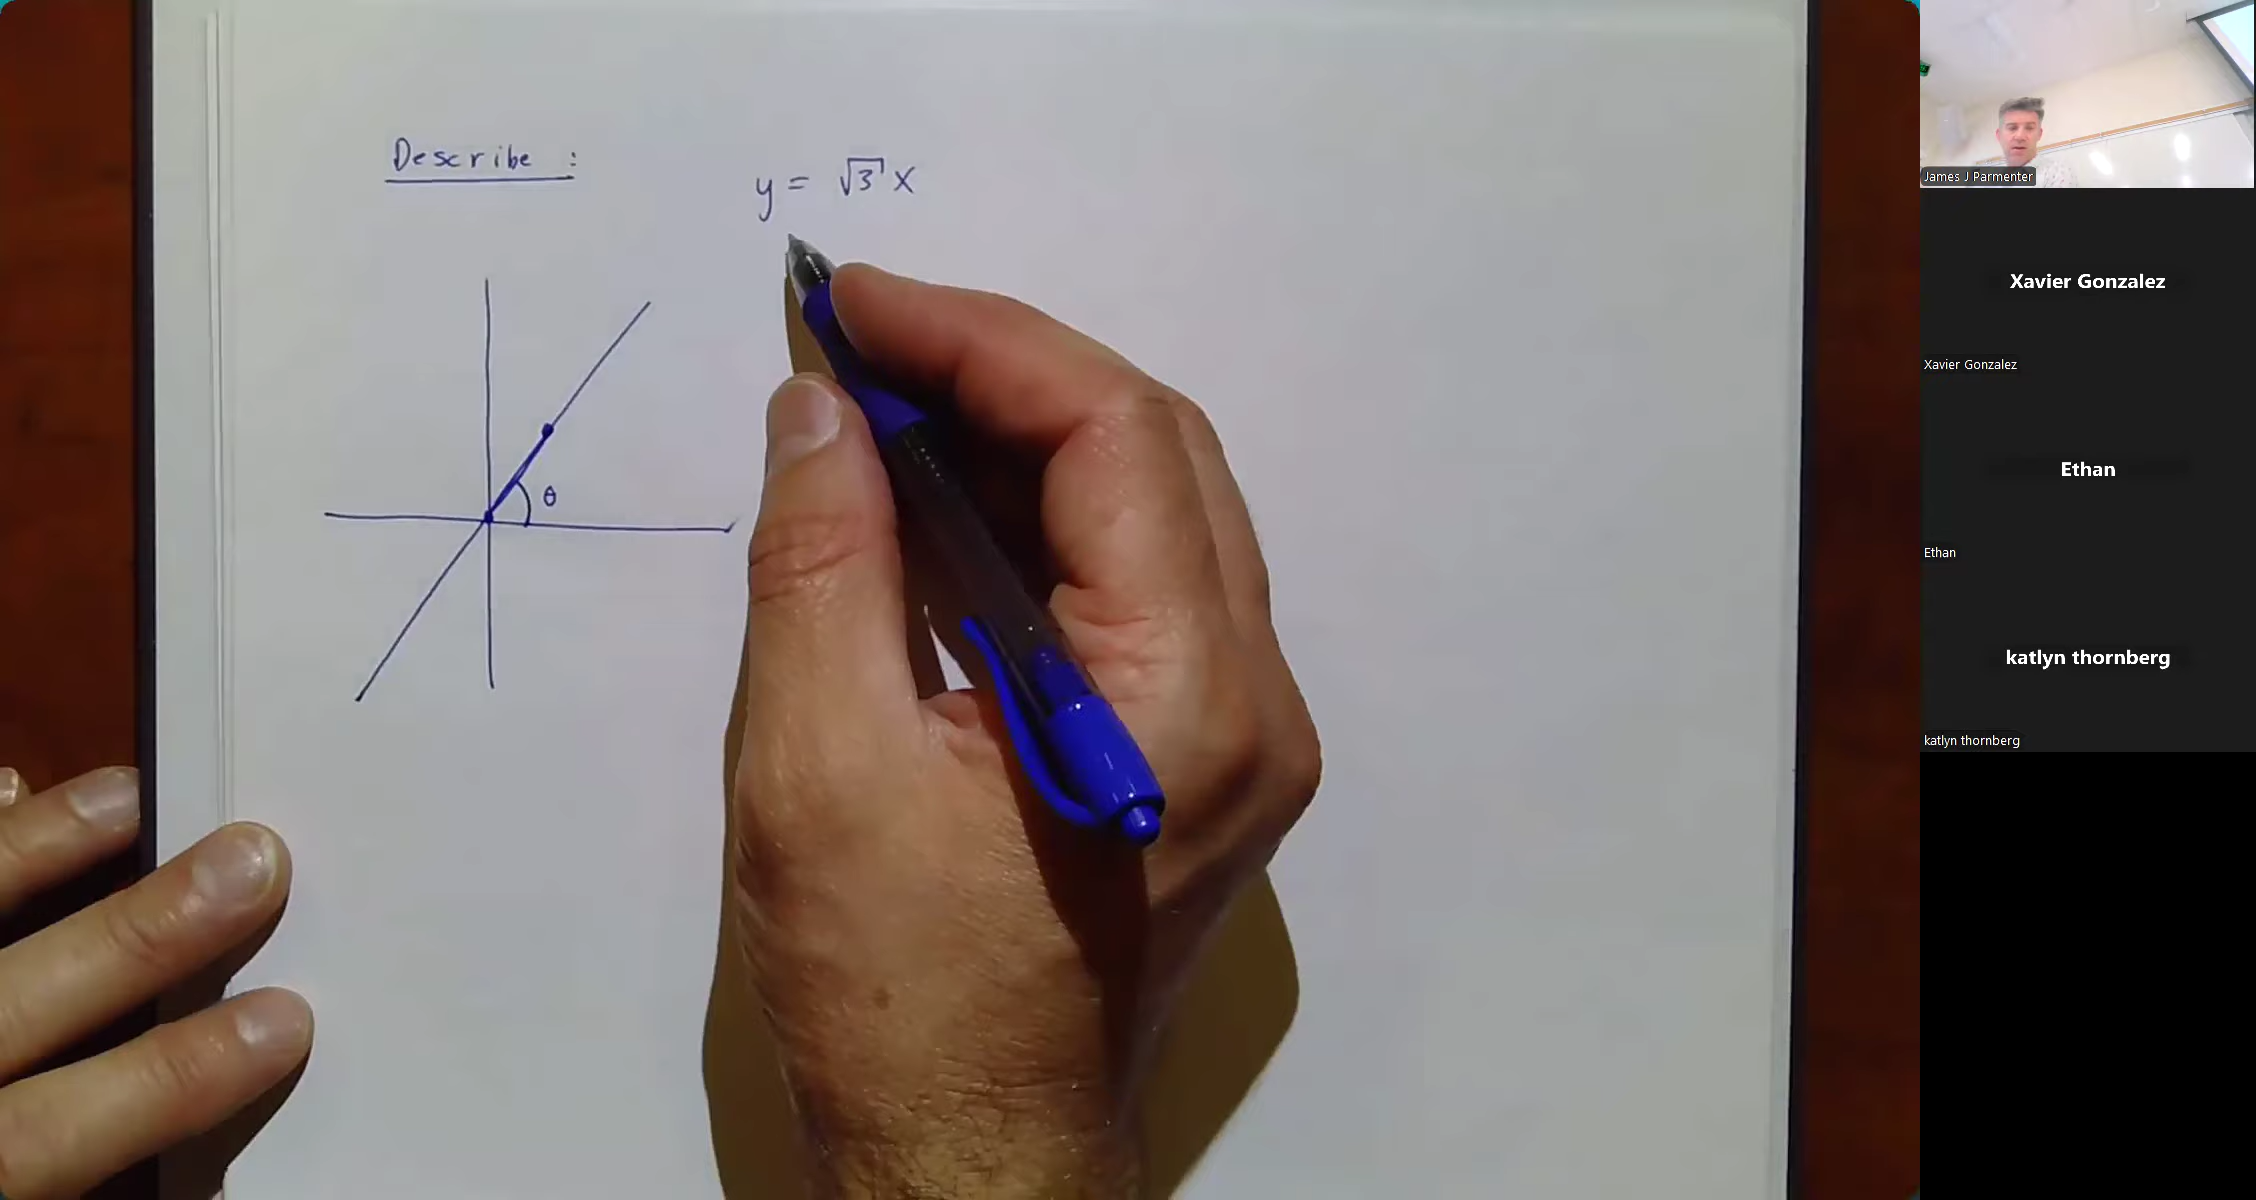 Describe :
y = √3 x
θ
James J Parmenter
Xavier Gonzalez
Xavier Gonzalez
Ethan
Ethan
katlyn thornberg
katlyn thornberg